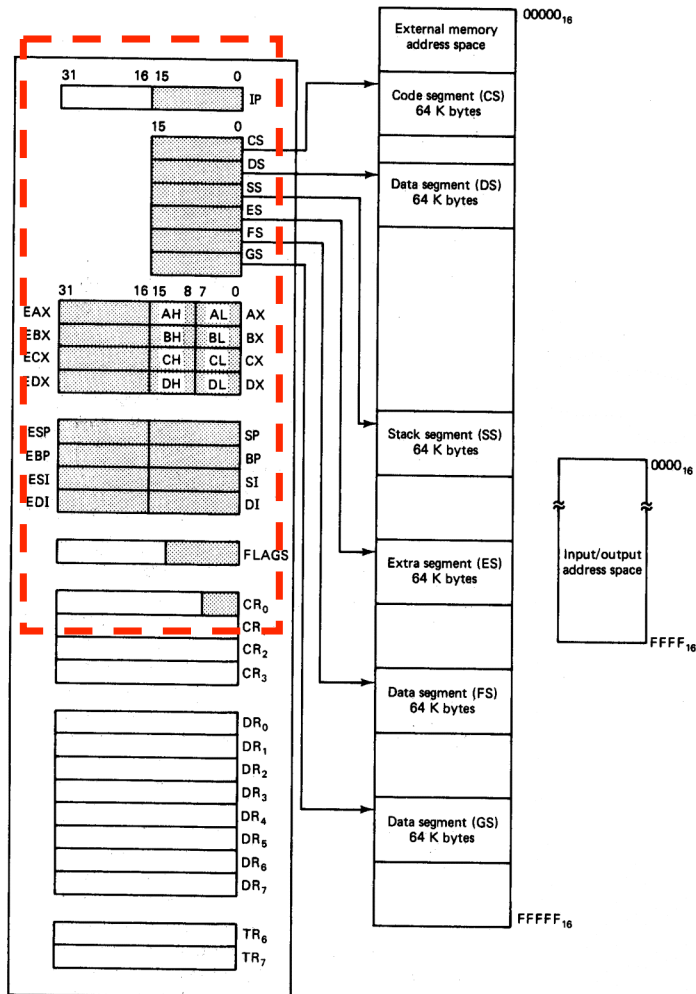 31 16 15 0
IP
15 0
CS
DS
SS
ES
FS
GS
31 16 15 8 7 0
EAX AH AL AX
EBX BH BL BX
ECX CH CL CX
EDX DH DL DX
ESP SP
EBP BP
ESI SI
EDI DI
FLAGS
CR₀
CR
CR₂
CR₃
DR₀
DR₁
DR₂
DR₃
DR₄
DR₅
DR₆
DR₇
TR₆
TR₇
External memory
address space
00000₁₆
Code segment (CS)
64 K bytes
Data segment (DS)
64 K bytes
Stack segment (SS)
64 K bytes
Extra segment (ES)
64 K bytes
Data segment (FS)
64 K bytes
Data segment (GS)
64 K bytes
FFFFF₁₆
0000₁₆
Input/output
address space
FFFF₁₆